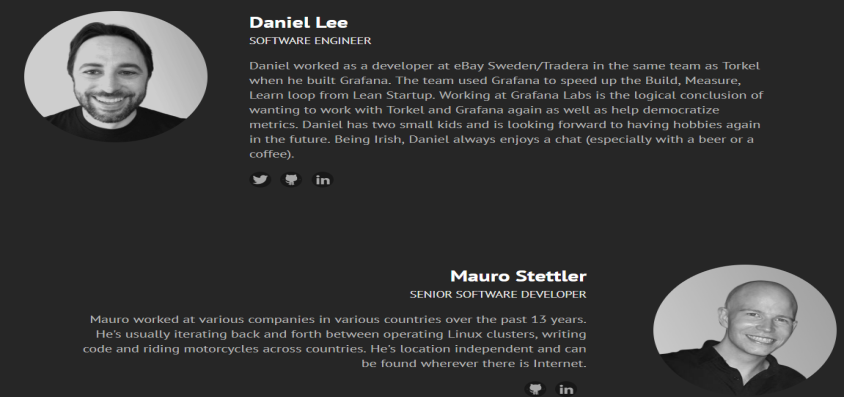 Daniel Lee
SOFTWARE ENGINEER
Daniel worked as a developer at eBay Sweden/Tradera in the same team as Torkel
when he built Grafana. The team used Grafana to speed up the Build, Measure,
Learn loop from Lean Startup. Working at Grafana Labs is the logical conclusion of
wanting to work with Torkel and Grafana again as well as help democratize
metrics. Daniel has two small kids and is looking forward to having hobbies again
in the future. Being Irish, Daniel always enjoys a chat (especially with a beer or a
coffee).
in
Mauro Stettler
SENIOR SOFTWARE DEVELOPER
Mauro worked at various companies in various countries over the past 13 years.
He's usually iterating back and forth between operating Linux clusters, writing
code and riding motorcycles across countries. He's location independent and can
be found wherever there is Internet.
in